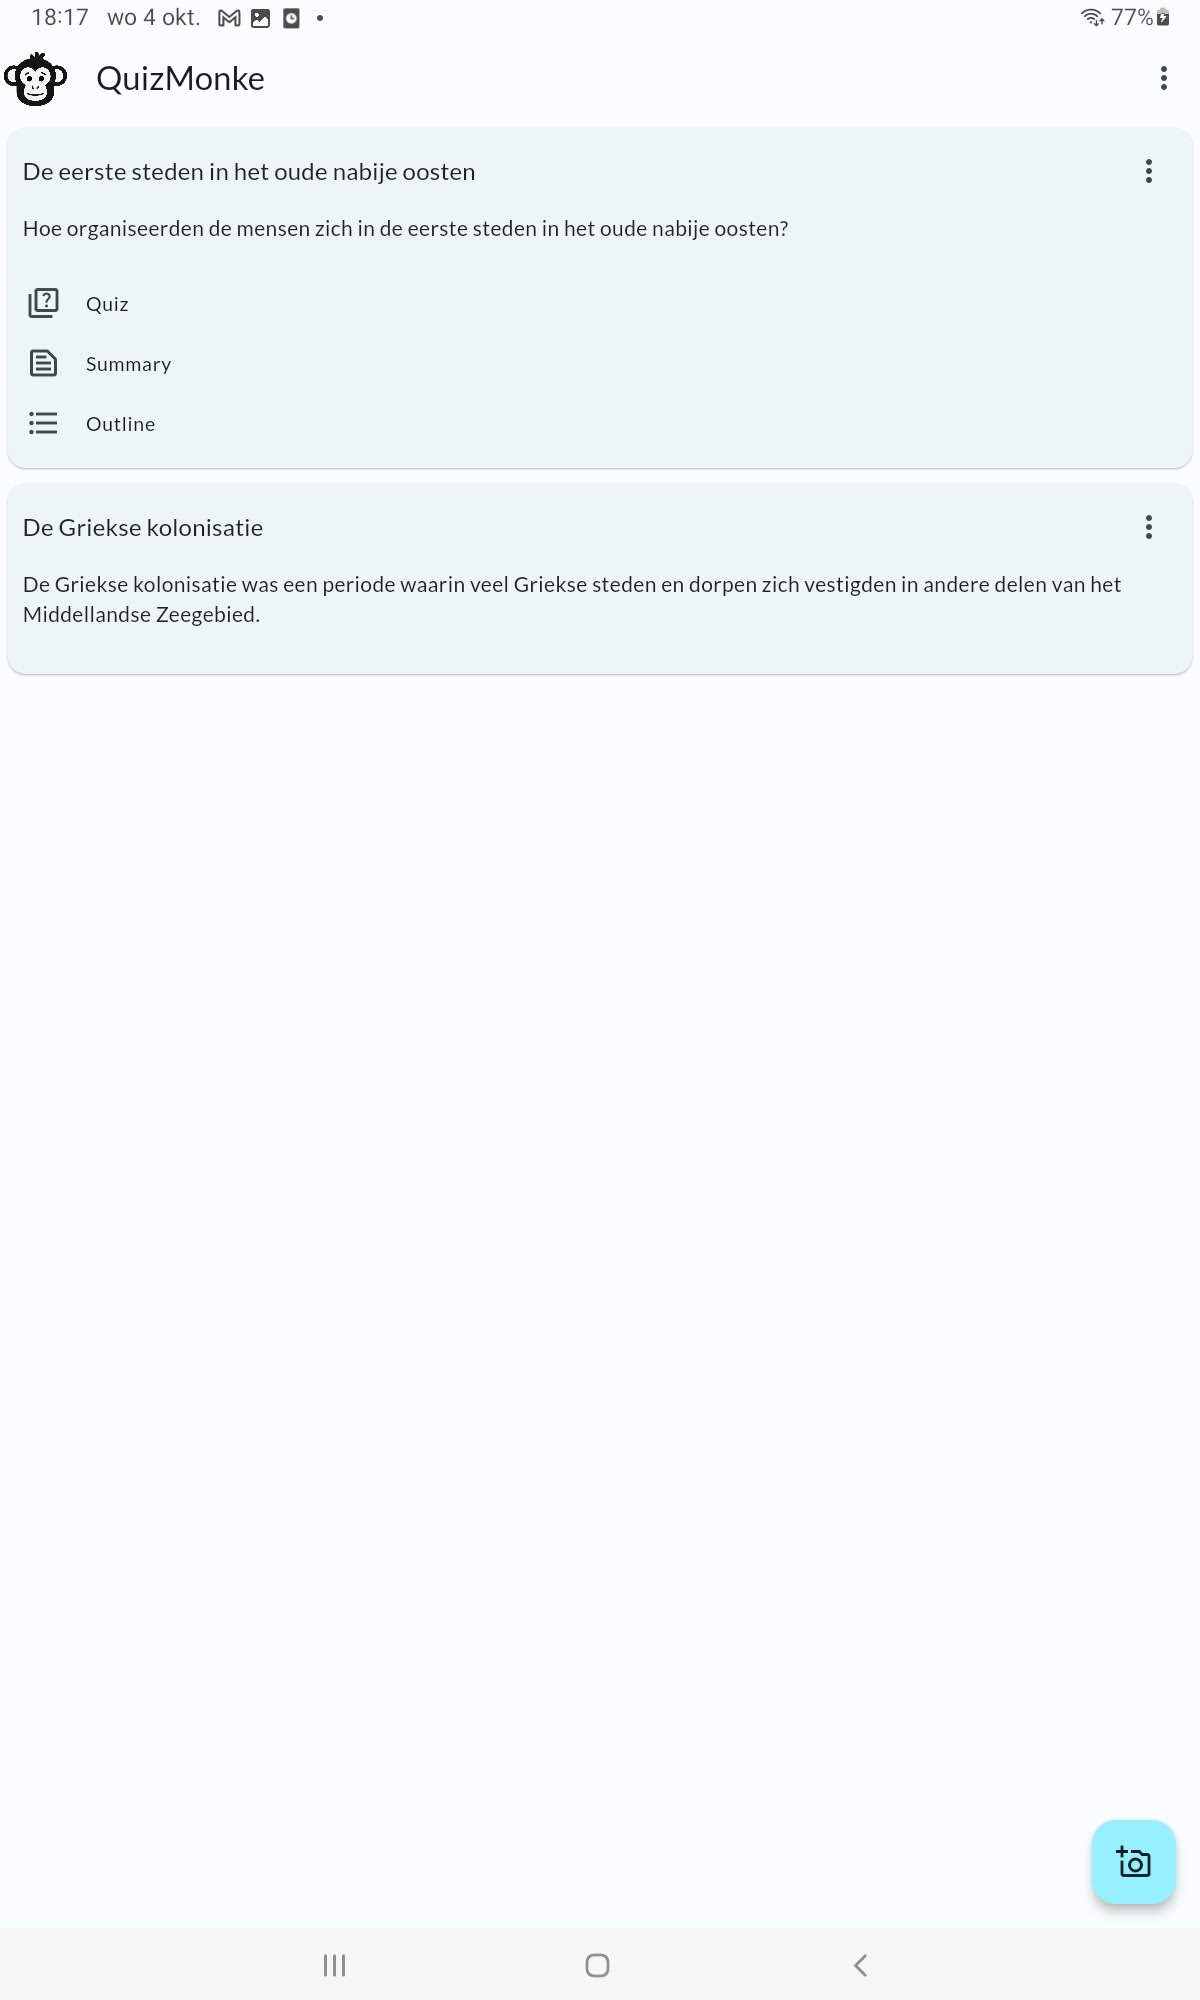 18:17 wo 4 okt. 77%
QuizMonke
De eerste steden in het oude nabije oosten
Hoe organiseerden de mensen zich in de eerste steden in het oude nabije oosten?
Quiz
Summary
Outline
De Griekse kolonisatie
De Griekse kolonisatie was een periode waarin veel Griekse steden en dorpen zich vestigden in andere delen van het
Middellandse Zeegebied.